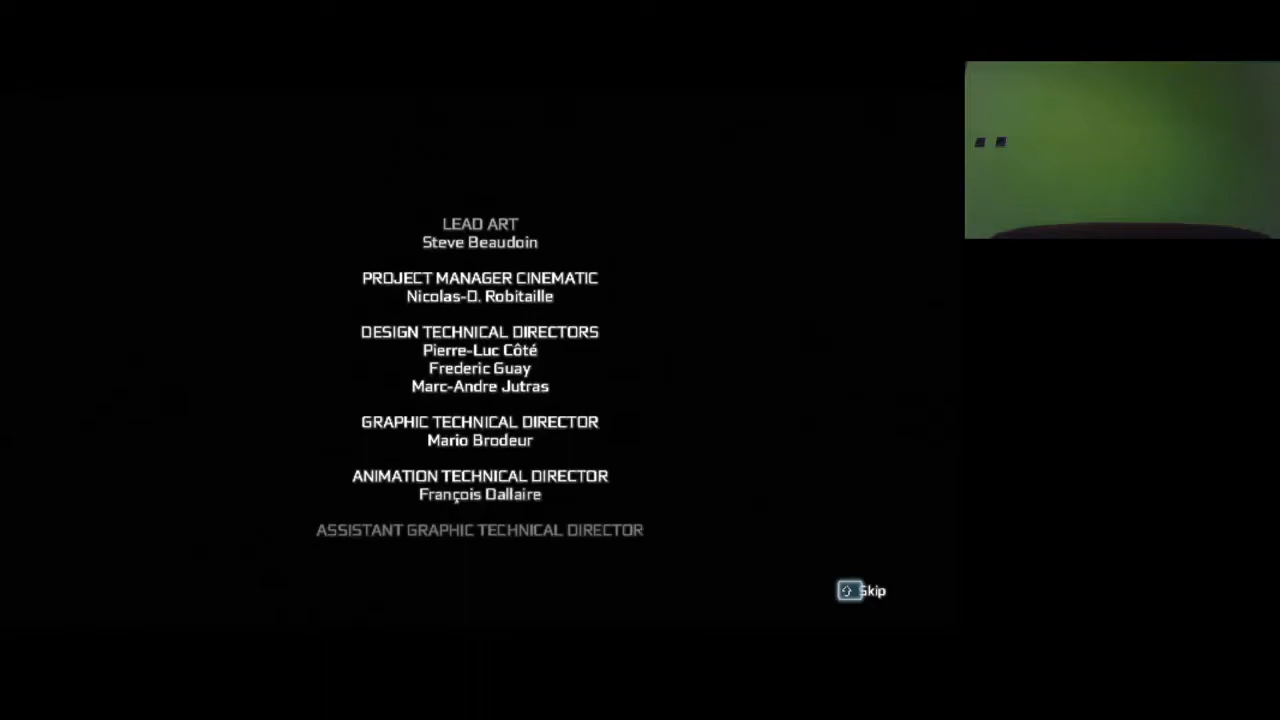 LEAD ART
Steve Beaudoin
PROJECT MANAGER CINEMATIC
Nicolas-O. Robitaille
DESIGN TECHNICAL DIRECTORS
Pierre-Luc Côté
Frederic Guay
Marc-Andre Jutras
GRAPHIC TECHNICAL DIRECTOR
Mario Brodeur
ANIMATION TECHNICAL DIRECTOR
François Dallaire
ASSISTANT GRAPHIC TECHNICAL DIRECTOR
Skip